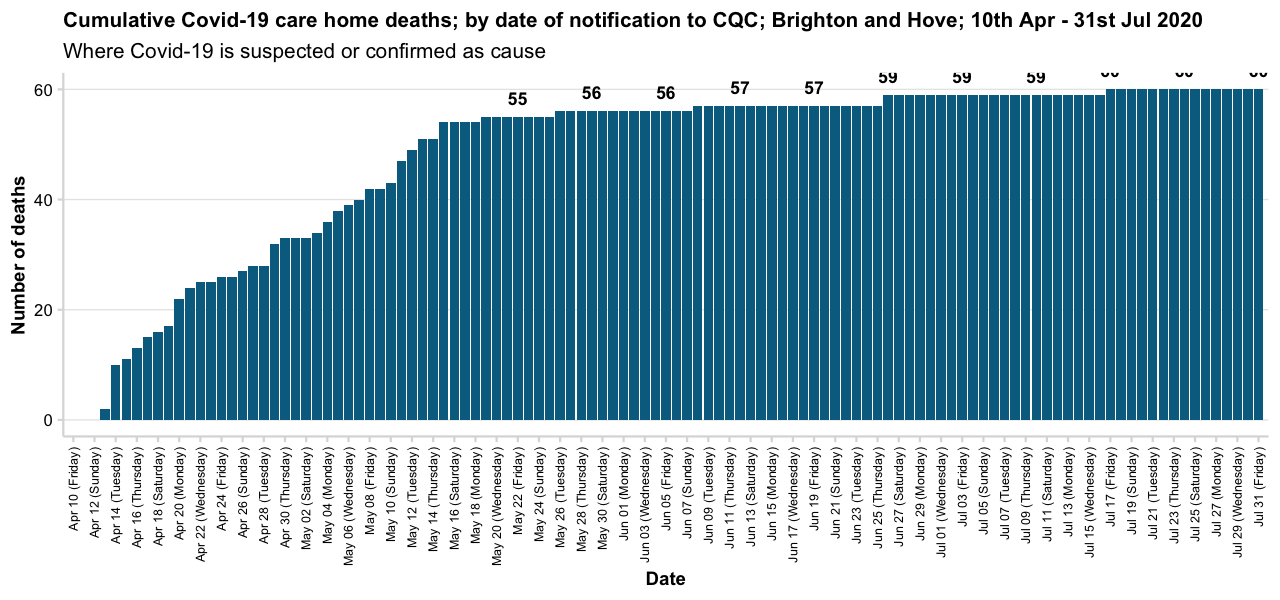 Cumulative Covid-19 care home deaths; by date of notification to CQC; Brighton and Hove; 10th Apr - 31st Jul 2020
Where Covid-19 is suspected or confirmed as cause
55 56 56 57 57 59 59 59
60
40
20
0
Number of deaths
Apr 10 (Friday)
Apr 12 (Sunday)
Apr 14 (Tuesday)
Apr 16 (Thursday)
Apr 18 (Saturday)
Apr 20 (Monday)
Apr 22 (Wednesday)
Apr 24 (Friday)
Apr 26 (Sunday)
Apr 28 (Tuesday)
Apr 30 (Thursday)
May 02 (Saturday)
May 04 (Monday)
May 06 (Wednesday)
May 08 (Friday)
May 10 (Sunday)
May 12 (Tuesday)
May 14 (Thursday)
May 16 (Saturday)
May 18 (Monday)
May 20 (Wednesday)
May 22 (Friday)
May 24 (Sunday)
May 26 (Tuesday)
May 28 (Thursday)
May 30 (Saturday)
Jun 01 (Monday)
Jun 03 (Wednesday)
Jun 05 (Friday)
Jun 07 (Sunday)
Jun 09 (Tuesday)
Jun 11 (Thursday)
Jun 13 (Saturday)
Jun 15 (Monday)
Jun 17 (Wednesday)
Jun 19 (Friday)
Jun 21 (Sunday)
Jun 23 (Tuesday)
Jun 25 (Thursday)
Jun 27 (Saturday)
Jun 29 (Monday)
Jul 01 (Wednesday)
Jul 03 (Friday)
Jul 05 (Sunday)
Jul 07 (Tuesday)
Jul 09 (Thursday)
Jul 11 (Saturday)
Jul 13 (Monday)
Jul 15 (Wednesday)
Jul 17 (Friday)
Jul 19 (Sunday)
Jul 21 (Tuesday)
Jul 23 (Thursday)
Jul 25 (Saturday)
Jul 27 (Monday)
Jul 29 (Wednesday)
Jul 31 (Friday)
Date